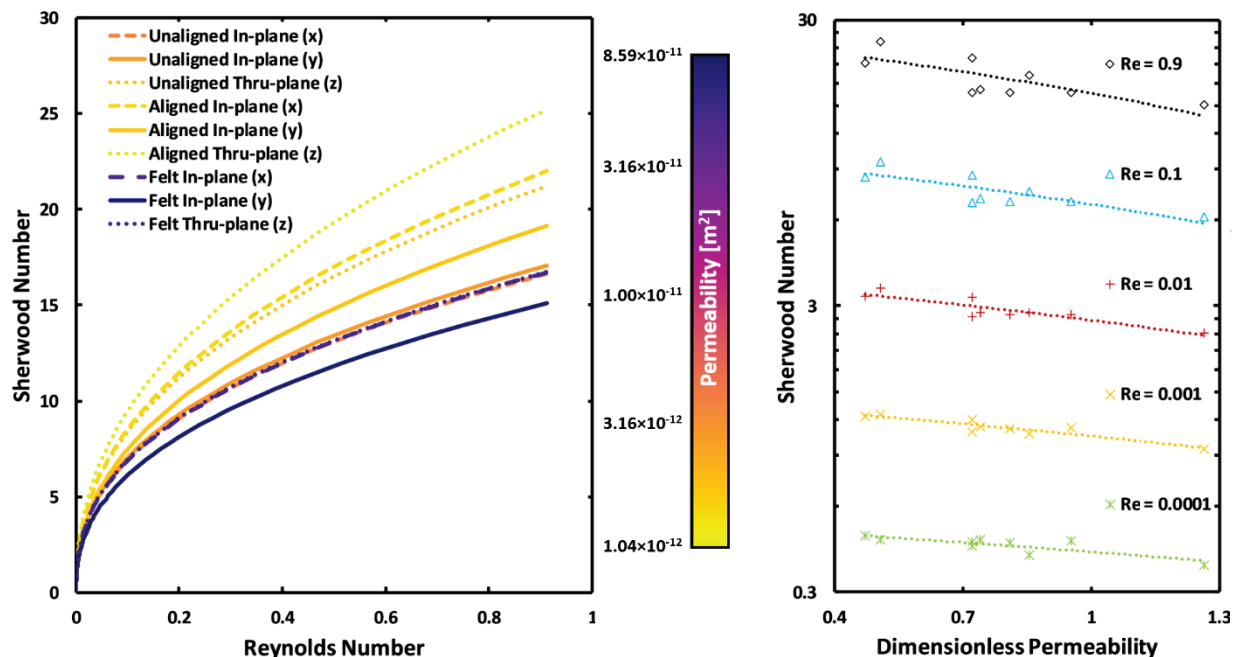 30
25
20
15
10
5
0
Sherwood Number
Unaligned In-plane (x)
Unaligned In-plane (y)
Unaligned Thru-plane (z)
Aligned In-plane (x)
Aligned In-plane (y)
Aligned Thru-plane (z)
Felt In-plane (x)
Felt In-plane (y)
Felt Thru-plane (z)
0
0.2
0.4
0.6
0.8
1
Reynolds Number
8.59×10⁻¹¹
3.16×10⁻¹¹
1.00×10⁻¹¹
3.16×10⁻¹²
1.04×10⁻¹²
Permeability [m²]
30
3
0.3
Sherwood Number
Re = 0.9
Re = 0.1
Re = 0.01
Re = 0.001
Re = 0.0001
0.4
0.7
1
1.3
Dimensionless Permeability